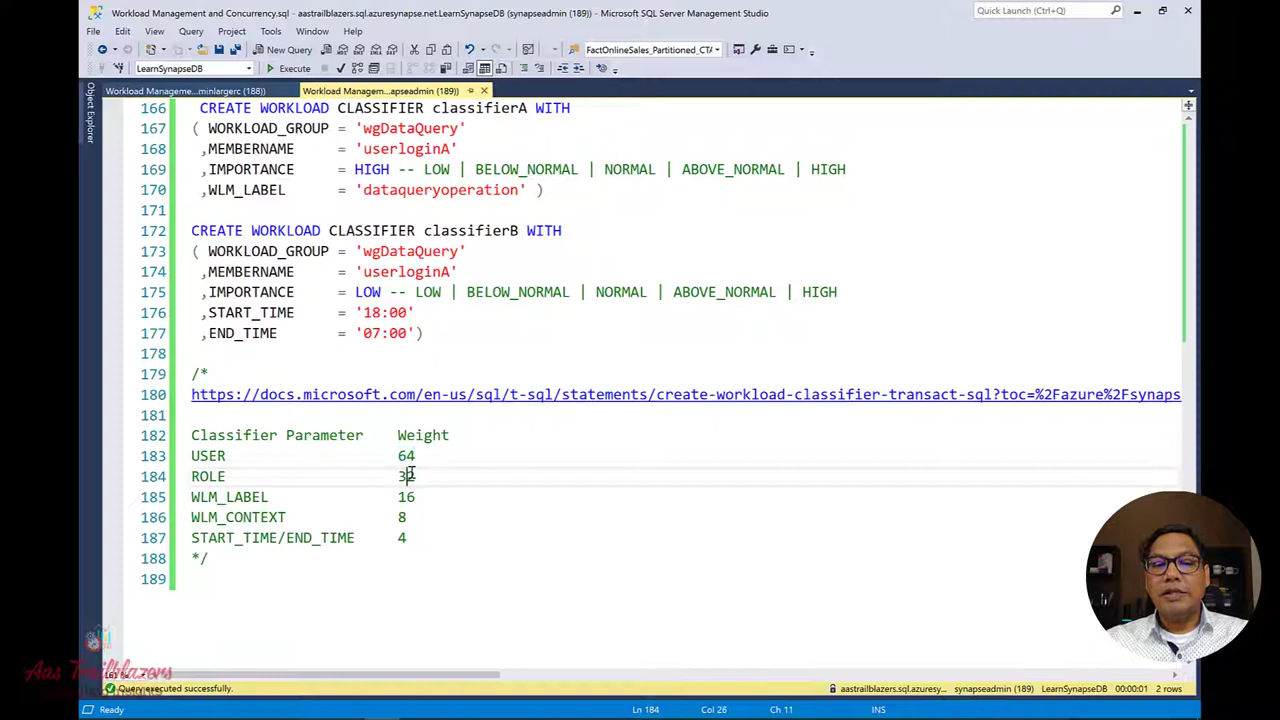 Workload Management and Concurrency.sql - aastrailblazers.sql.azuresynapse.net.LearnSynapseDB (synapseadmin (189)) - Microsoft SQL Server Management Studio
Quick Launch (Ctrl+Q)
File Edit View Query Project Tools Window Help
New Query
FactOnlineSales_Partitioned_CTA
LearnSynapseDB
Execute
Object Explorer
Workload Manageme...minlargerc (188))
Workload Managem...apseadmin (189))
166 CREATE WORKLOAD CLASSIFIER classifierA WITH
167 ( WORKLOAD_GROUP = 'wgDataQuery'
168 ,MEMBERNAME = 'userloginA'
169 ,IMPORTANCE = HIGH -- LOW | BELOW_NORMAL | NORMAL | ABOVE_NORMAL | HIGH
170 ,WLM_LABEL = 'dataqueryoperation' )
171
172 CREATE WORKLOAD CLASSIFIER classifierB WITH
173 ( WORKLOAD_GROUP = 'wgDataQuery'
174 ,MEMBERNAME = 'userloginA'
175 ,IMPORTANCE = LOW -- LOW | BELOW_NORMAL | NORMAL | ABOVE_NORMAL | HIGH
176 ,START_TIME = '18:00'
177 ,END_TIME = '07:00')
178
179 /*
180 https://docs.microsoft.com/en-us/sql/t-sql/statements/create-workload-classifier-transact-sql?toc=%2Fazure%2Fsynaps
181
182 Classifier Parameter Weight
183 USER 64
184 ROLE 32
185 WLM_LABEL 16
186 WLM_CONTEXT 8
187 START_TIME/END_TIME 4
188 */
189
Aas Trailblazers
Query executed successfully.
aastrailblazers.sql.azuresy...
synapseadmin (189)
LearnSynapseDB
00:00:01
2 rows
Ready
Ln 184
Col 26
Ch 11
INS